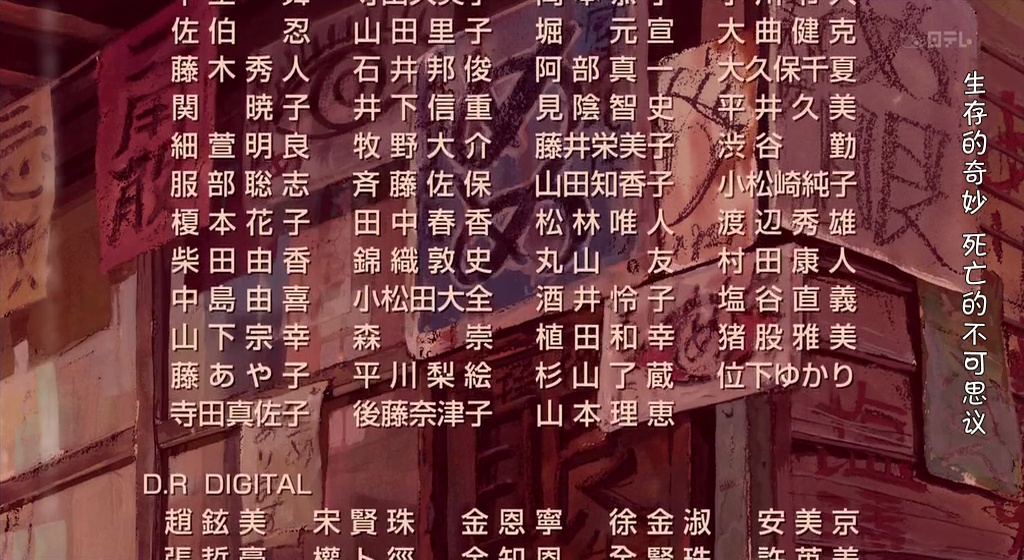 佐伯 忍 山田里子 堀 元宣 大曲健克
藤木秀人 石井邦俊 阿部真一 大久保千夏
関 暁子 井下信重 見陰智史 平井久美
細萱明良 牧野大介 藤井栄美子 渋谷 勤
服部聡志 斉藤佐保 山田知香子 小松崎純子
榎本花子 田中春香 松林唯人 渡辺秀雄
柴田由香 錦織敦史 丸山 友 村田康人
中島由喜 小松田大全 酒井怜子 塩谷直義
山下宗幸 森 崇 植田和幸 猪股雅美
藤あや子 平川梨絵 杉山了蔵 位下ゆかり
寺田真佐子 後藤奈津子 山本理恵
D.R DIGITAL
趙鉉美 宋賢珠 金恩寧 徐金淑 安美京
日テレ
生存的奇妙 死亡的不可思议